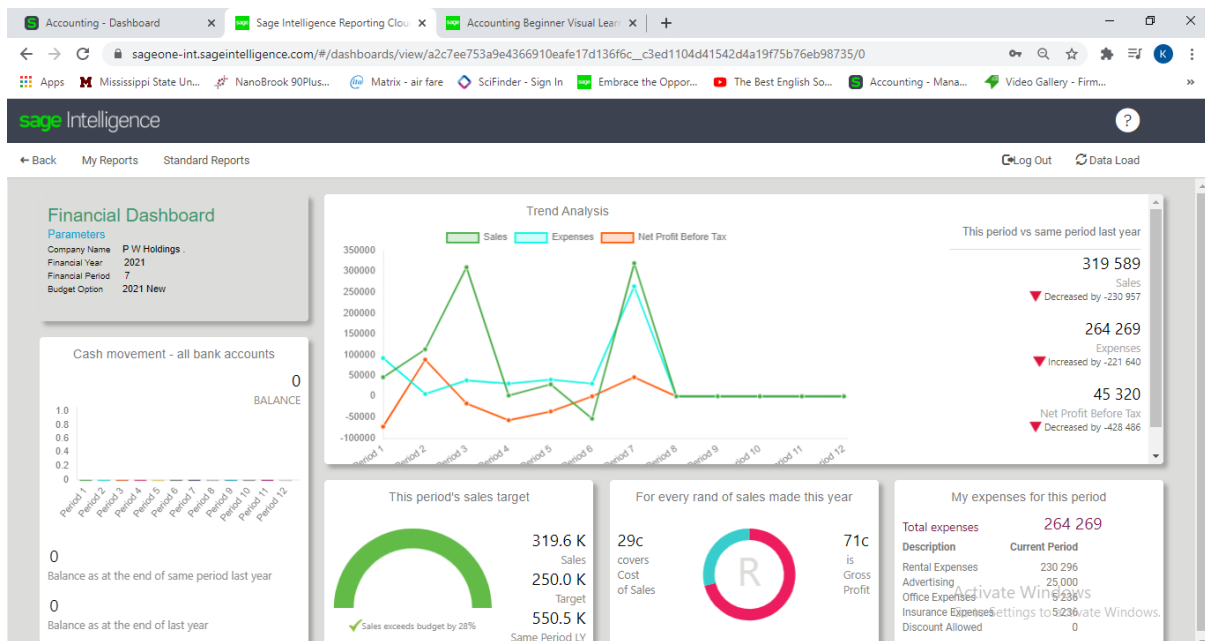 Accounting - Dashboard
Sage Intelligence Reporting Clou
Accounting Beginner Visual Lear
sageone-int.sageintelligence.com/#/dashboards/view/a2c7ee753a9e4366910eafe17d136f6c__c3ed1104d41542d4a19f75b76eb98735/0
K
Apps Mississippi State Un... NanoBrook 90Plus... Matrix - air fare SciFinder - Sign In Embrace the Oppor... The Best English So... Accounting - Mana... Video Gallery - Firm... »
sage Intelligence ?
Back My Reports Standard Reports Log Out Data Load
Financial Dashboard
Parameters
Company Name P W Holdings .
Financial Year 2021
Financial Period 7
Budget Option 2021 New
Trend Analysis
Sales Expenses Net Profit Before Tax
350000
300000
250000
200000
150000
100000
50000
0
-50000
-100000
Period 1 Period 2 Period 3 Period 4 Period 5 Period 6 Period 7 Period 8 Period 9 Period 10 Period 11 Period 12
This period vs same period last year
319 589
Sales
Decreased by -230 957
264 269
Expenses
Increased by -221 640
45 320
Net Profit Before Tax
Decreased by -428 486
Cash movement - all bank accounts
0
BALANCE
1.0
0.8
0.6
0.4
0.2
0
Period 1 Period 2 Period 3 Period 4 Period 5 Period 6 Period 7 Period 8 Period 9 Period 10 Period 11 Period 12
0
Balance as at the end of same period last year
0
Balance as at the end of last year
This period's sales target
319.6 K
Sales
250.0 K
Target
550.5 K
Same Period LY
Sales exceeds budget by 28%
For every rand of sales made this year
29c
covers
Cost
of Sales
R
71c
is
Gross
Profit
My expenses for this period
Total expenses 264 269
Description Current Period
Rental Expenses 230 296
Advertising 25,000
Office Expenses 5 236
Insurance Expenses 5 236
Discount Allowed 0
Activate Windows
Go to Settings to activate Windows.